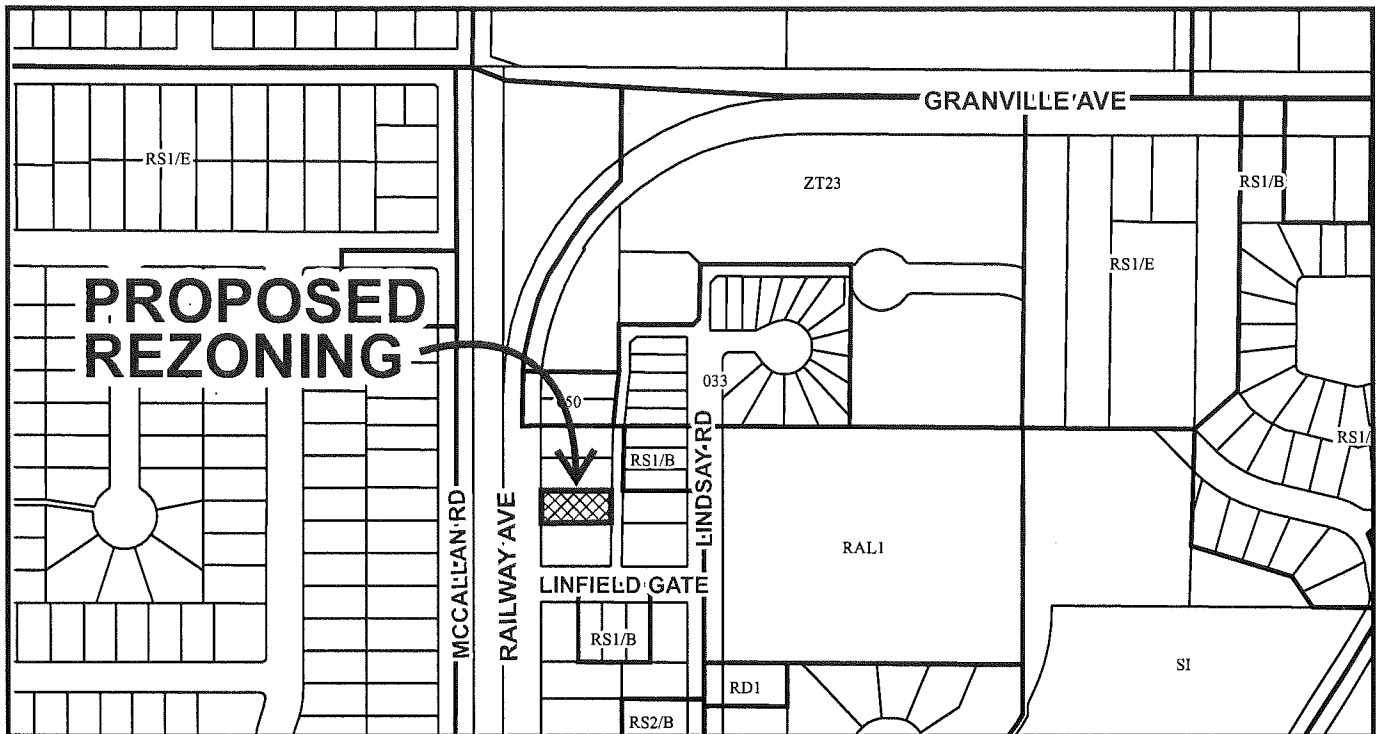 GRANVILLE AVE
RS1/E
ZT23
RS1/B
RS1/E
PROPOSED
REZONING
033
RS1/
RS1/B
MCCALLAN RD
RAILWAY AVE
LINDSAY RD
RAL1
LINFIELD GATE
RS1/B
SI
RD1
RS2/B